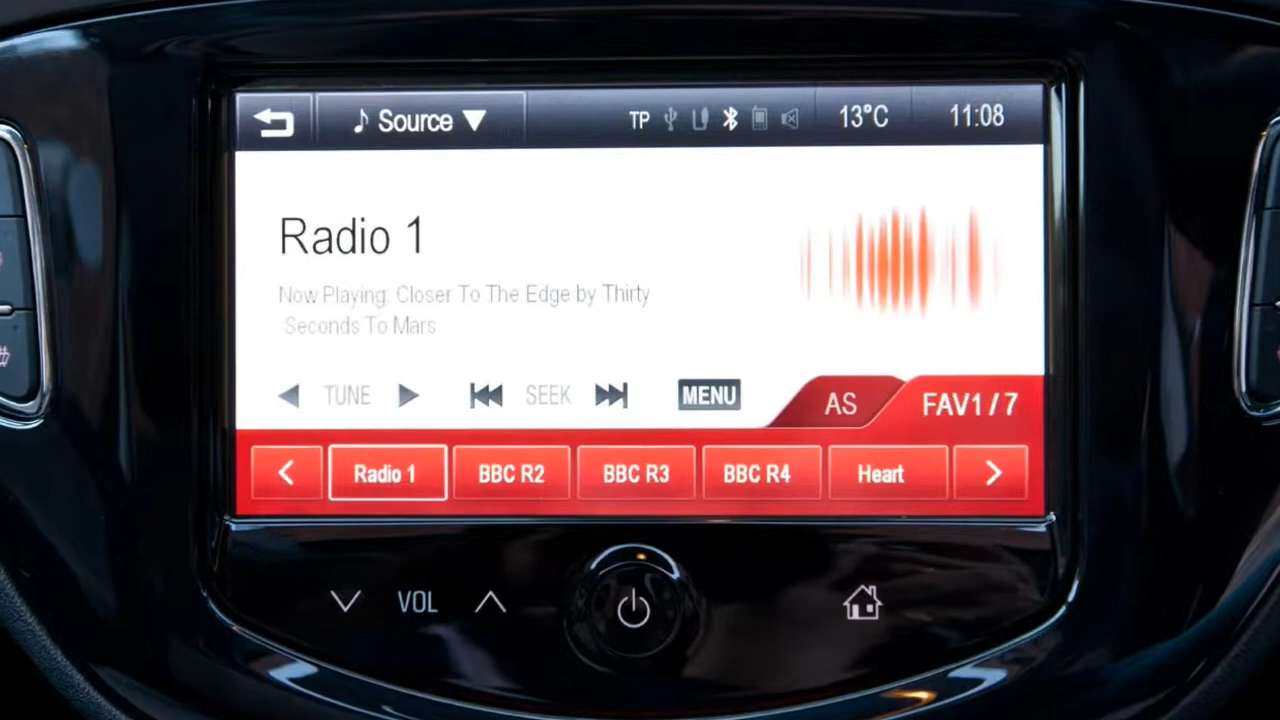 Source TP 13°C 11:08
Radio 1
Now Playing: Closer To The Edge by Thirty
Seconds To Mars
TUNE SEEK MENU AS FAV1/7
Radio 1 BBC R2 BBC R3 BBC R4 Heart
VOL